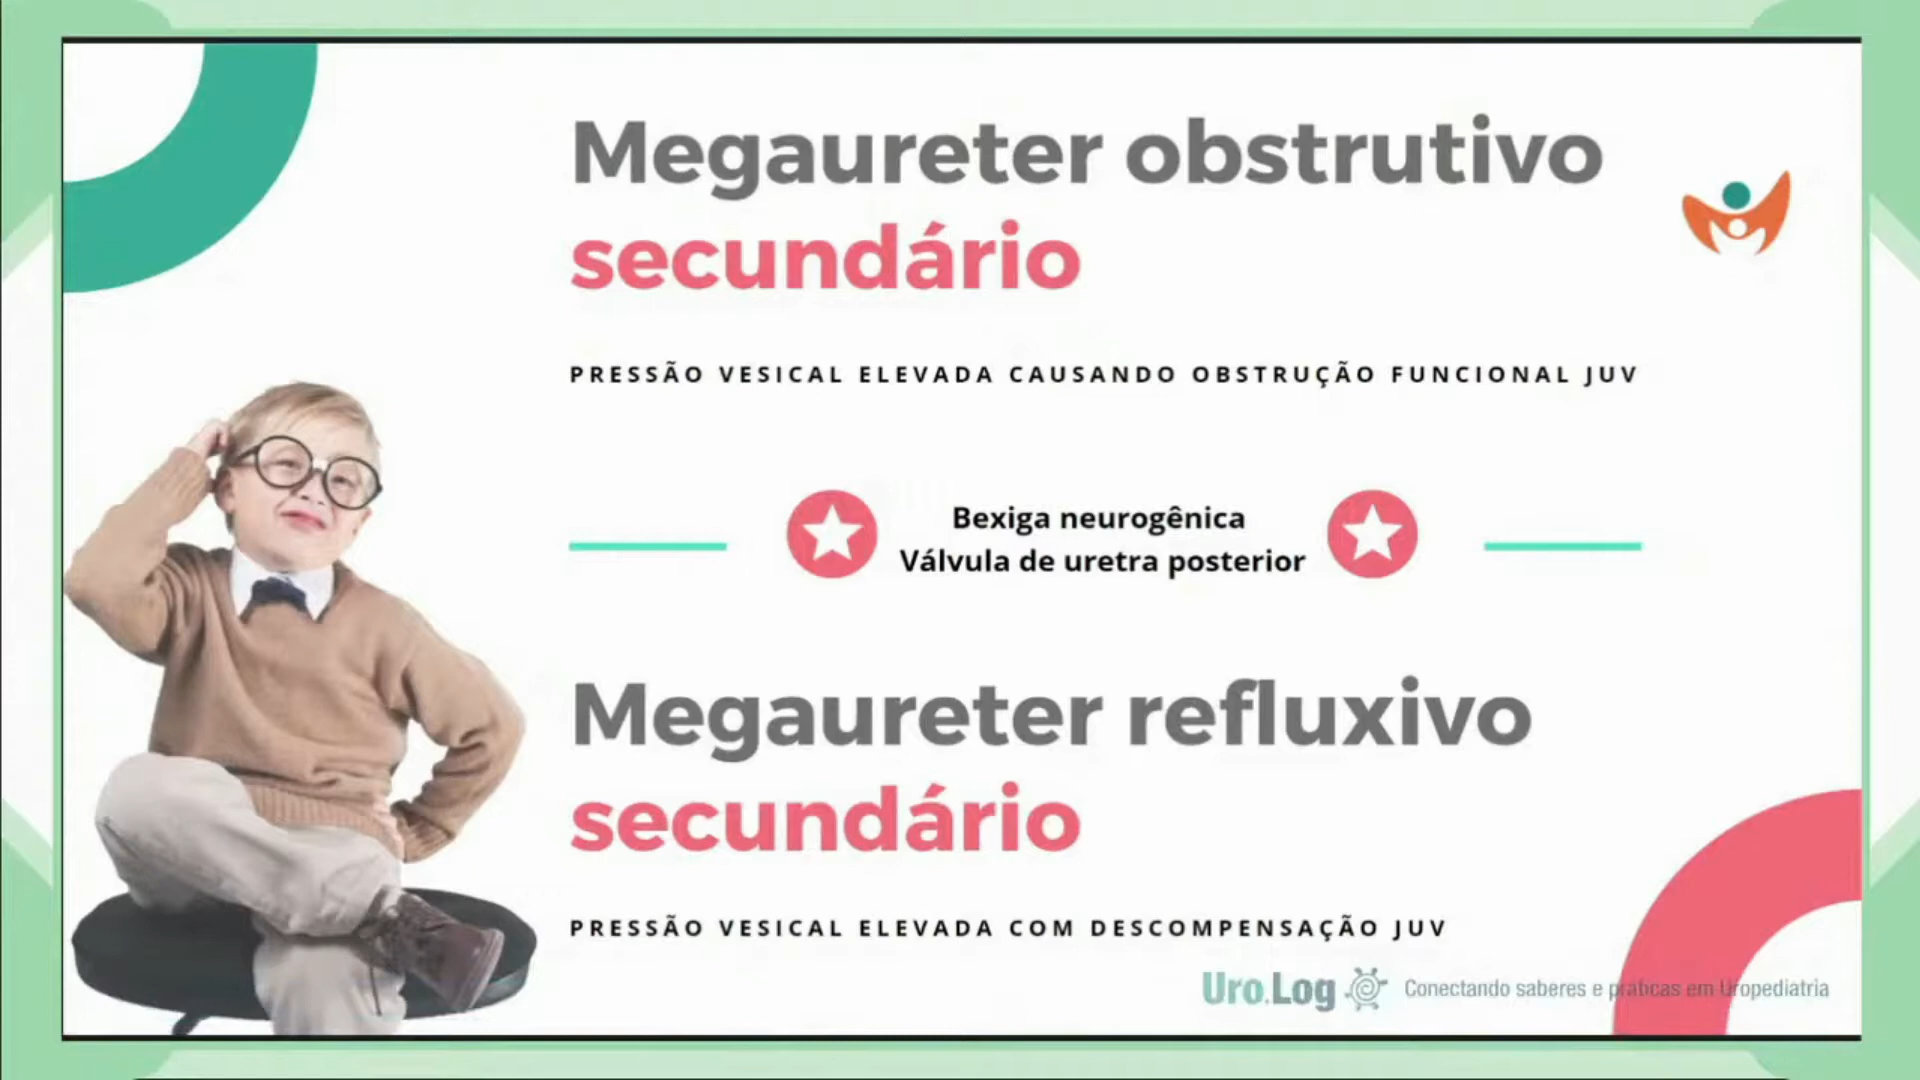 Megaureter obstrutivo
secundário
PRESSÃO VESICAL ELEVADA CAUSANDO OBSTRUÇÃO FUNCIONAL JUV
Bexiga neurogênica
Válvula de uretra posterior
Megaureter refluxivo
secundário
PRESSÃO VESICAL ELEVADA COM DESCOMPENSAÇÃO JUV
Uro.Log Conectando saberes e práticas em Uropediatria